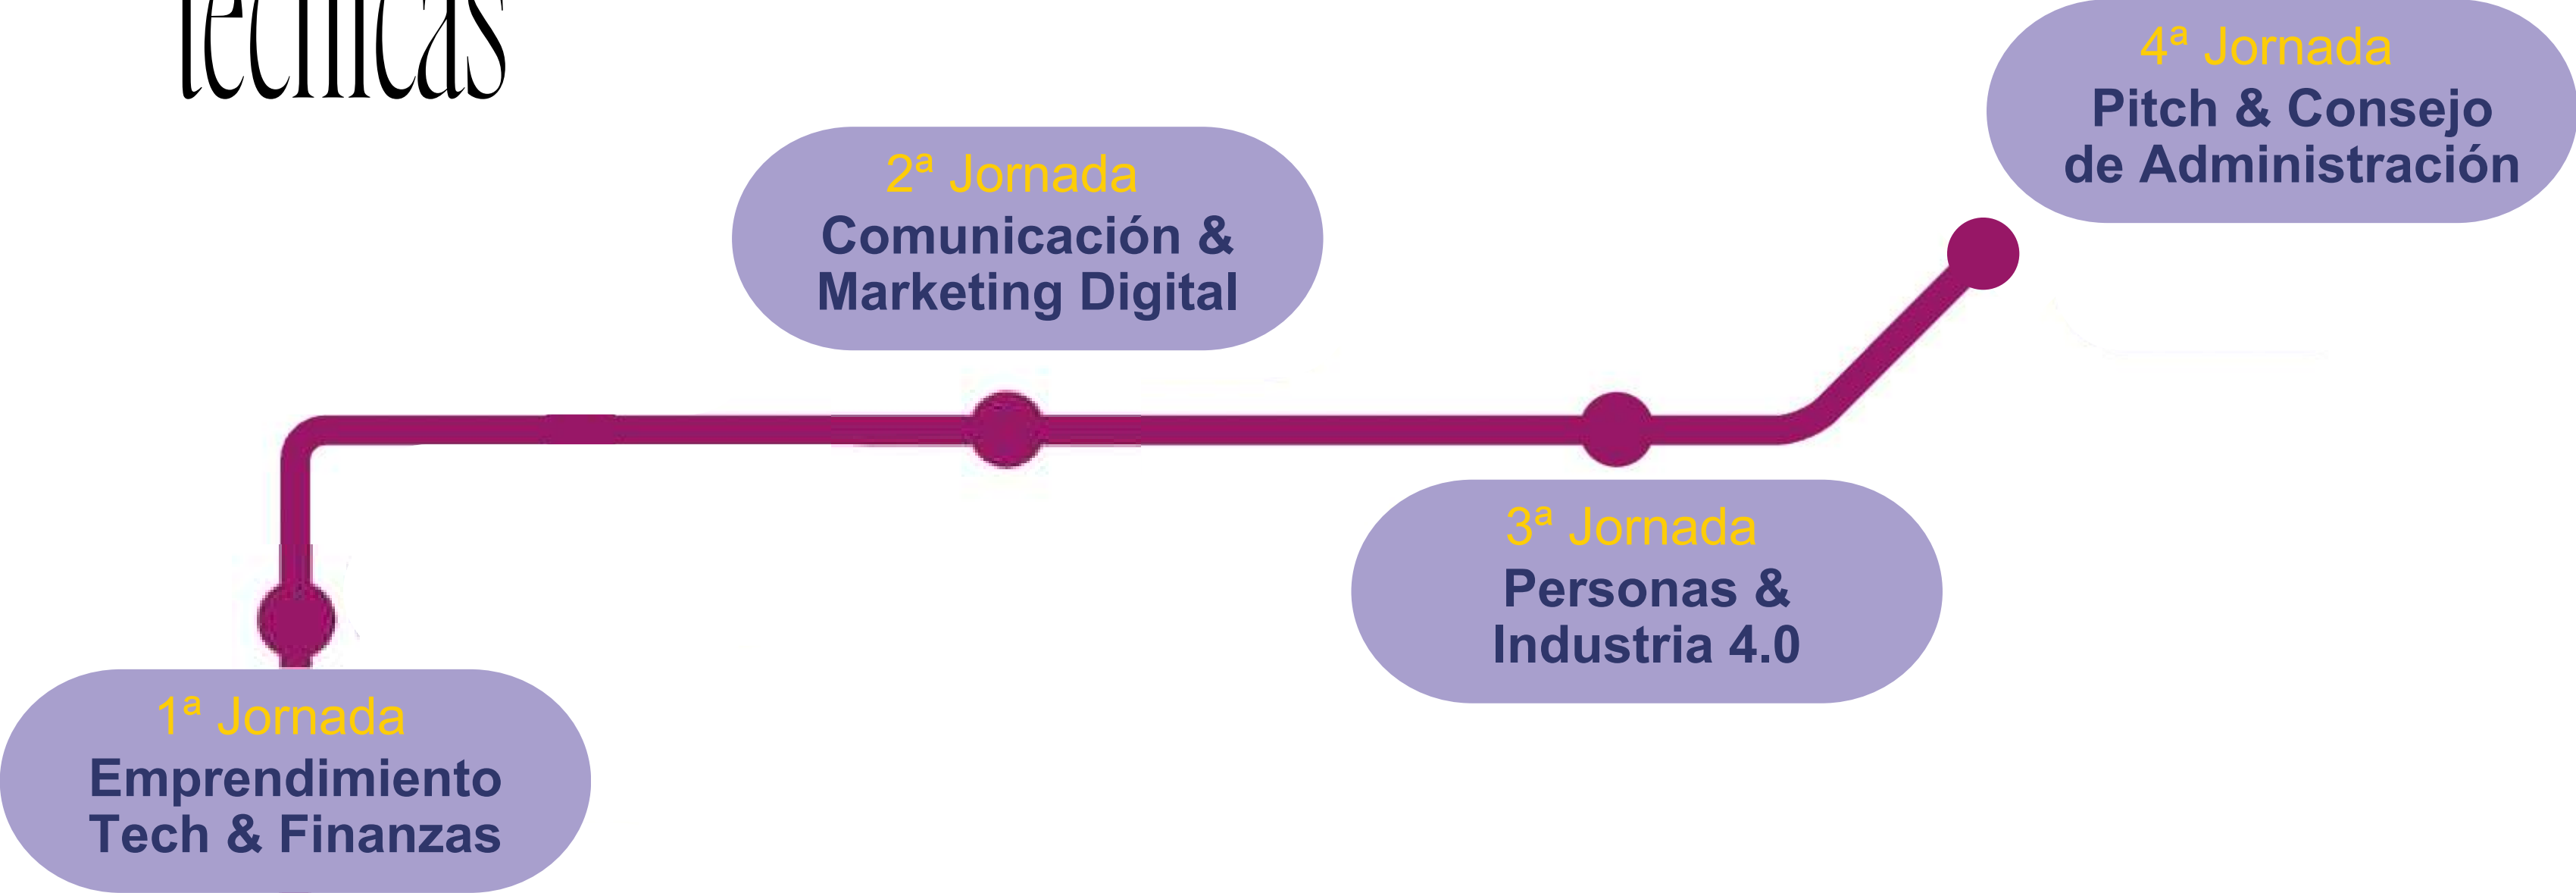 técnicas
4ª Jornada
Pitch & Consejo
de Administración
2ª Jornada
Comunicación &
Marketing Digital
3ª Jornada
Personas &
Industria 4.0
1ª Jornada
Emprendimiento
Tech & Finanzas